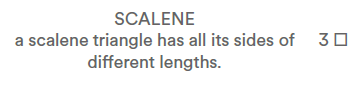 SCALENE
a scalene triangle has all its sides of 3 □
different lengths.